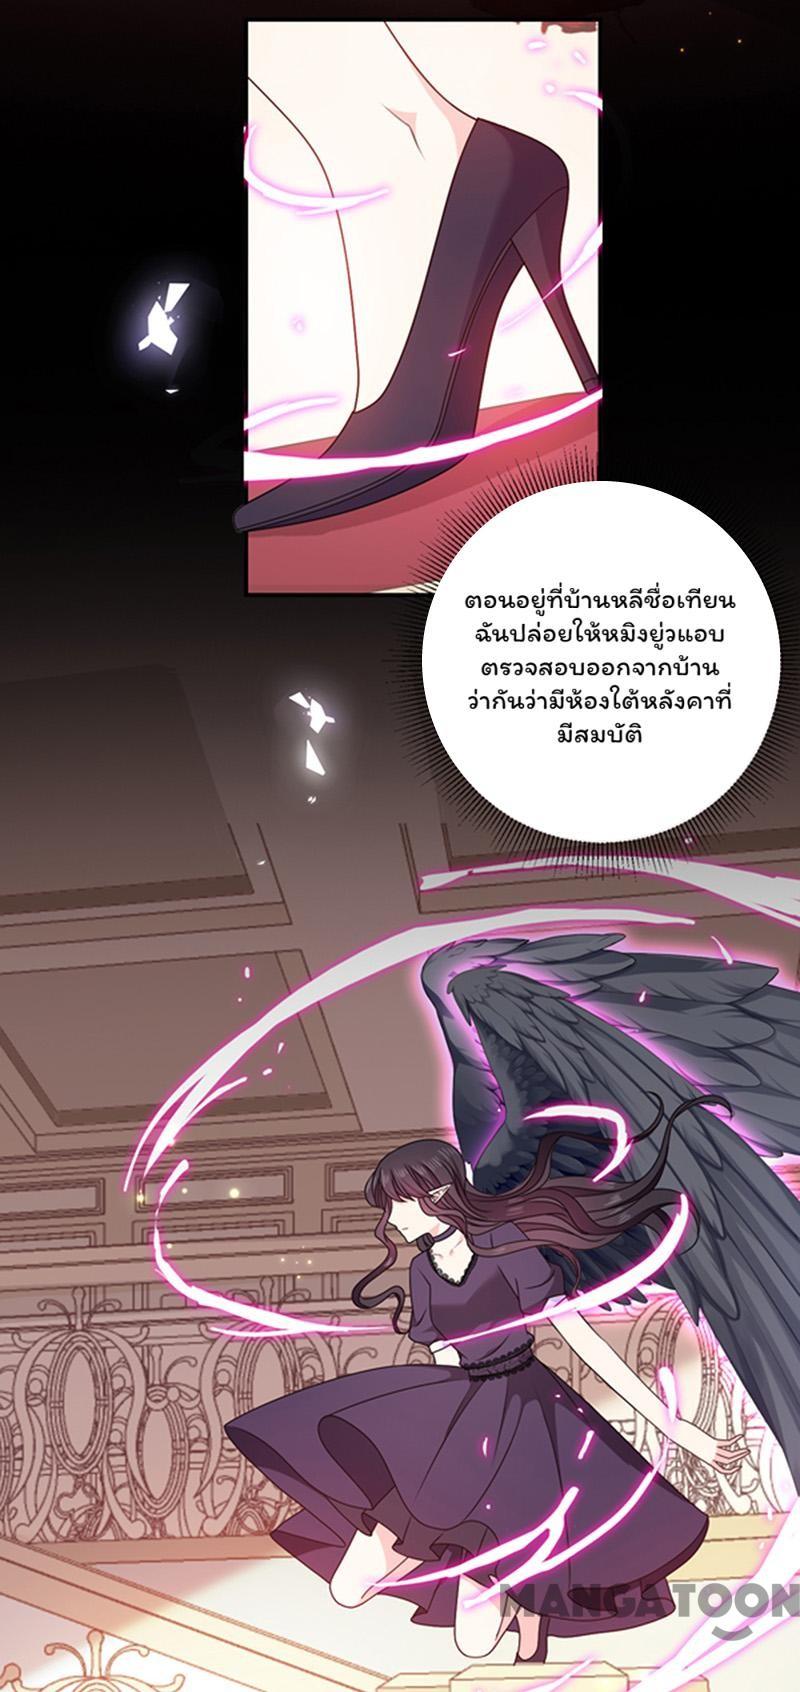 ตอนอยู่ที่บ้านหลีชื่อเทียน
ฉันปล่อยให้หมิงยู่วแอบ
ตรวจสอบออกจากบ้าน
ว่ากันว่ามีห้องใต้หลังคาที่
มีสมบัติ
MANGATOON